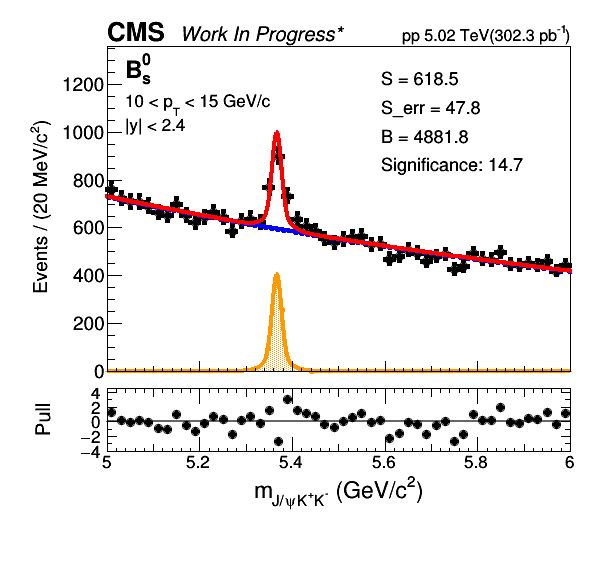 CMS Work In Progress* pp 5.02 TeV(302.3 pb⁻¹)
B⁰ₛ
10 < p_T < 15 GeV/c
|y| < 2.4
S = 618.5
S_err = 47.8
B = 4881.8
Significance: 14.7
Events / (20 MeV/c²)
1200
1000
800
600
400
200
0
Pull
4
2
0
−2
−4
5 5.2 5.4 5.6 5.8 6
m_J/ψK⁺K⁻ (GeV/c²)